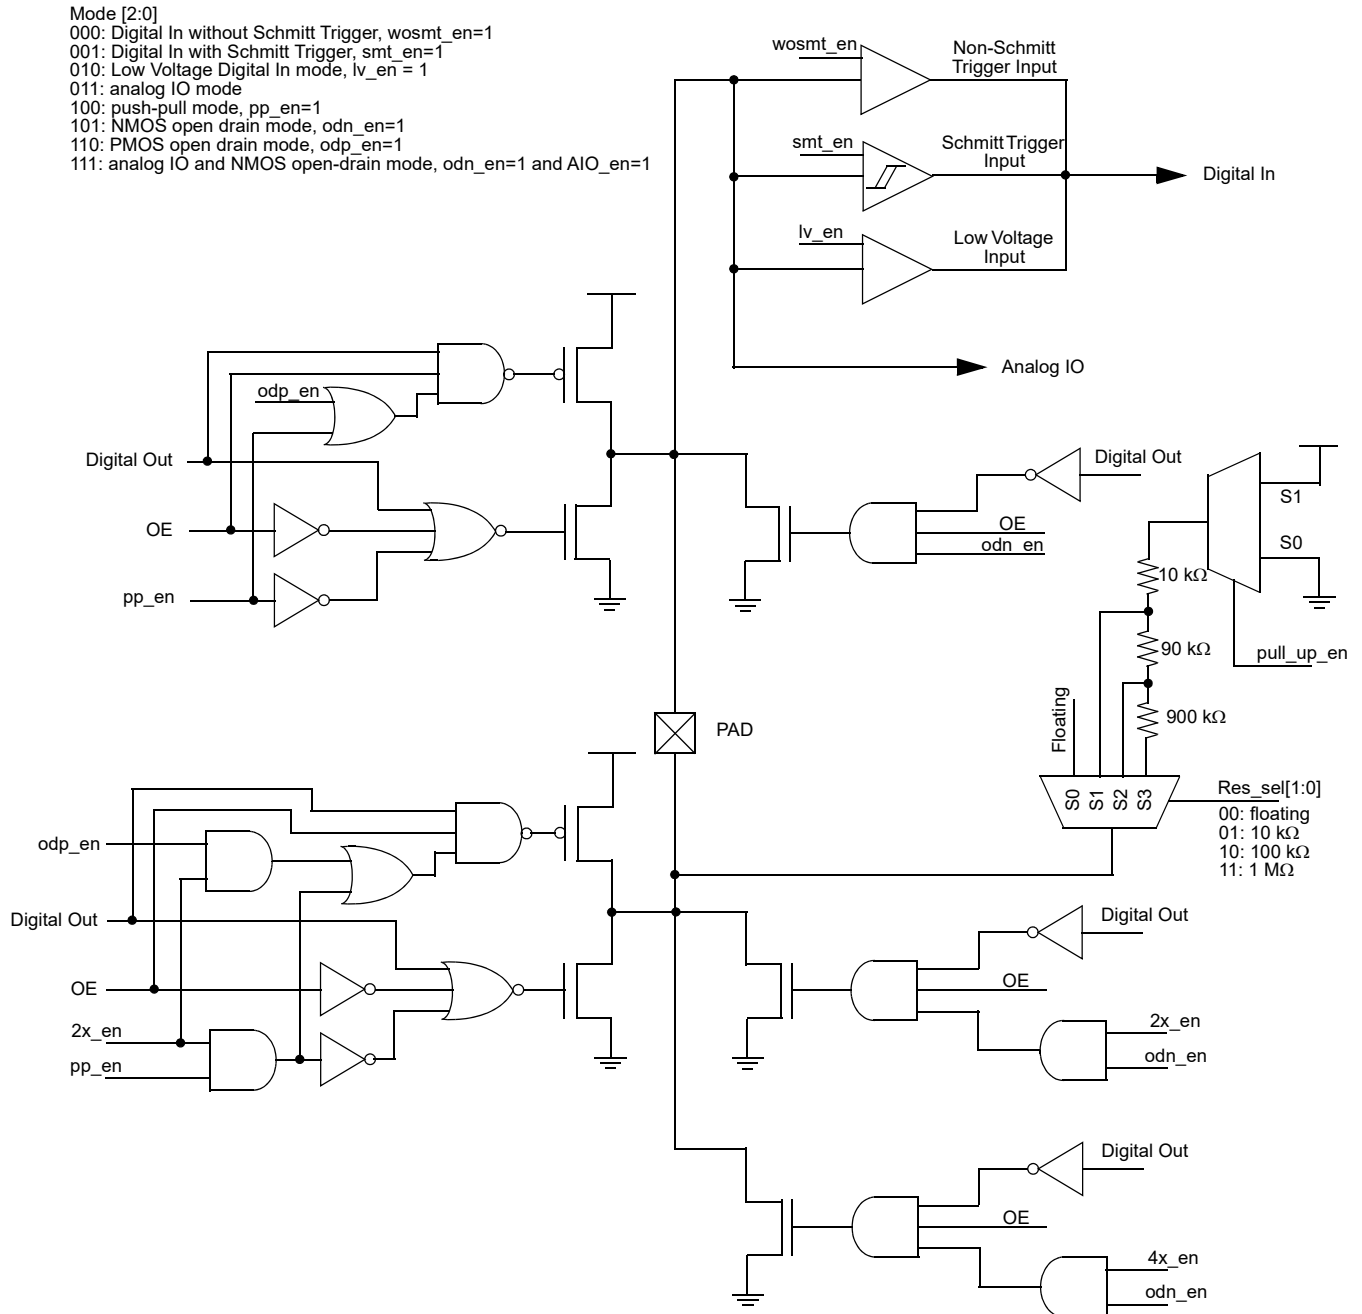 Mode [2:0]
000: Digital In without Schmitt Trigger, wosmt_en=1
001: Digital In with Schmitt Trigger, smt_en=1
010: Low Voltage Digital In mode, lv_en = 1
011: analog IO mode
100: push-pull mode, pp_en=1
101: NMOS open drain mode, odn_en=1
110: PMOS open drain mode, odp_en=1
111: analog IO and NMOS open-drain mode, odn_en=1 and AIO_en=1
wosmt_en
Non-Schmitt
Trigger Input
smt_en
Schmitt Trigger
Input
Digital In
lv_en
Low Voltage
Input
Analog IO
odp_en
Digital Out
OE
pp_en
Digital Out
OE
odn_en
S1
S0
10 kΩ
90 kΩ
pull_up_en
900 kΩ
Floating
S0
S1
S2
S3
Res_sel[1:0]
00: floating
01: 10 kΩ
10: 100 kΩ
11: 1 MΩ
PAD
odp_en
Digital Out
OE
2x_en
pp_en
Digital Out
OE
2x_en
odn_en
Digital Out
OE
4x_en
odn_en